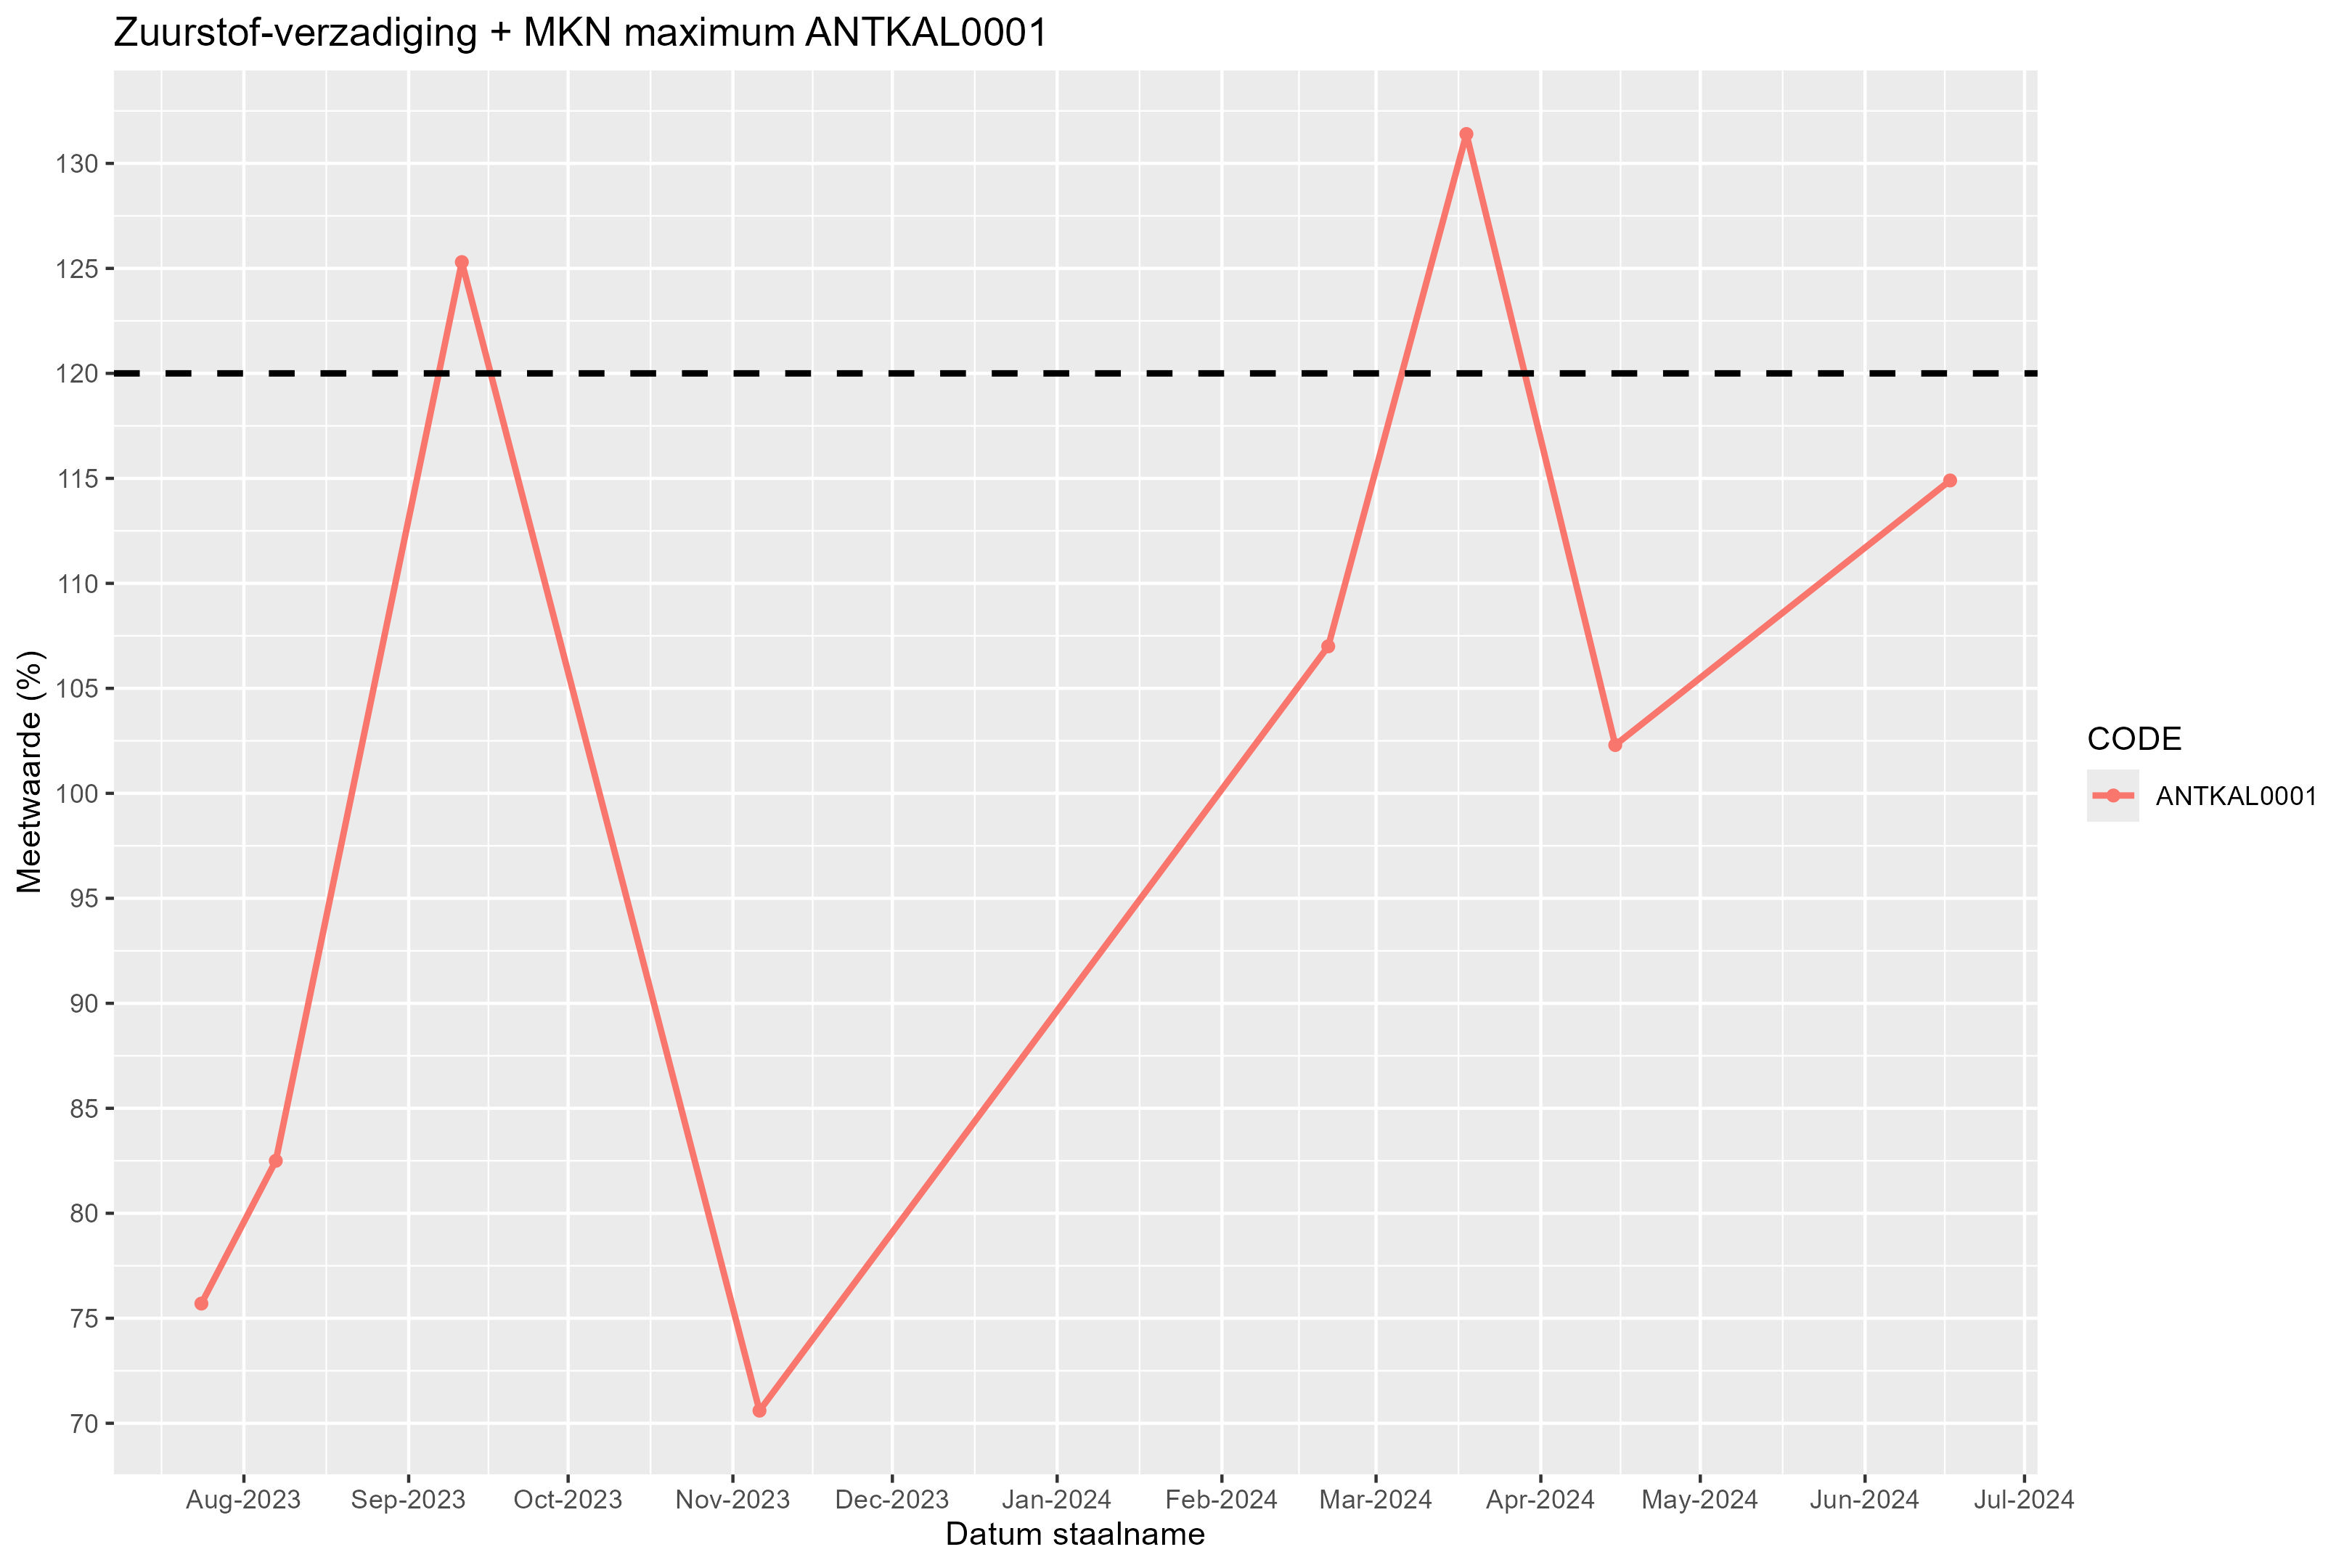 Zuurstof-verzadiging + MKN maximum ANTKAL0001
Meetwaarde (%)
130
125
120
115
110
105
100
95
90
85
80
75
70
Aug-2023 Sep-2023 Oct-2023 Nov-2023 Dec-2023 Jan-2024 Feb-2024 Mar-2024 Apr-2024 May-2024 Jun-2024 Jul-2024
Datum staalname
CODE
ANTKAL0001